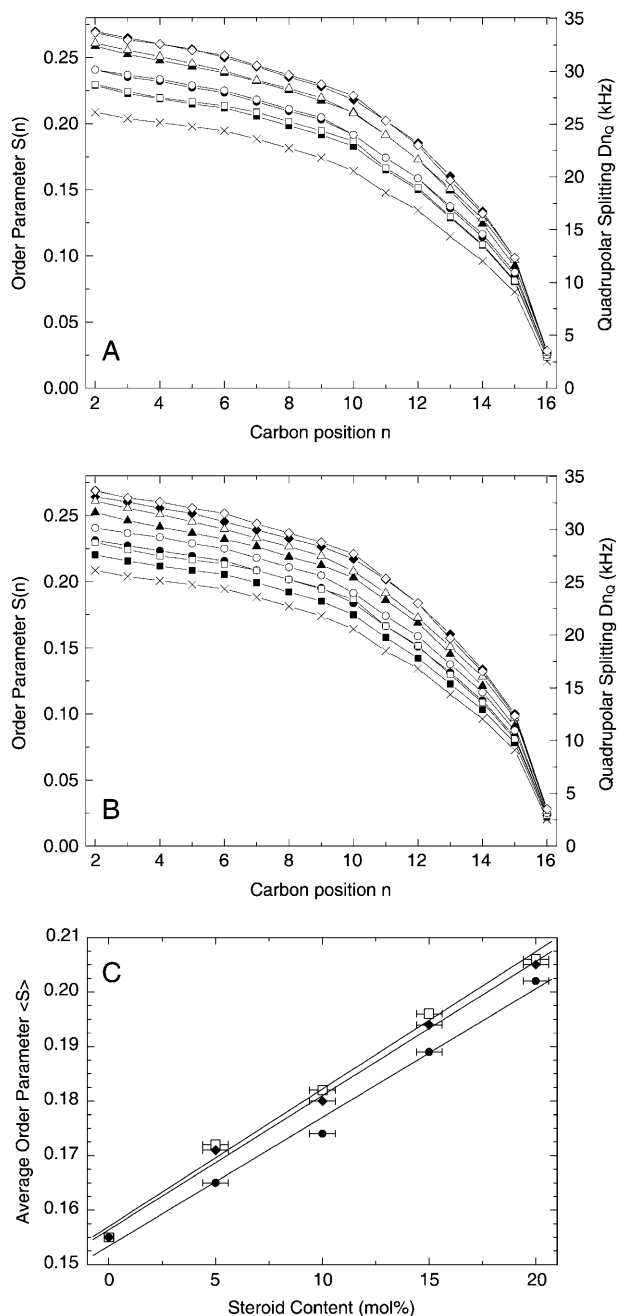 0.25
0.20
0.15
0.10
0.05
0.00
Order Parameter S(n)
A
35
30
25
20
15
10
5
0
Quadrupolar Splitting DnQ (kHz)
2 4 6 8 10 12 14 16
Carbon position n
0.25
0.20
0.15
0.10
0.05
0.00
Order Parameter S(n)
B
35
30
25
20
15
10
5
0
Quadrupolar Splitting DnQ (kHz)
2 4 6 8 10 12 14 16
Carbon position n
0.21
0.20
0.19
0.18
0.17
0.16
0.15
Average Order Parameter <S>
C
0 5 10 15 20
Steroid Content (mol%)